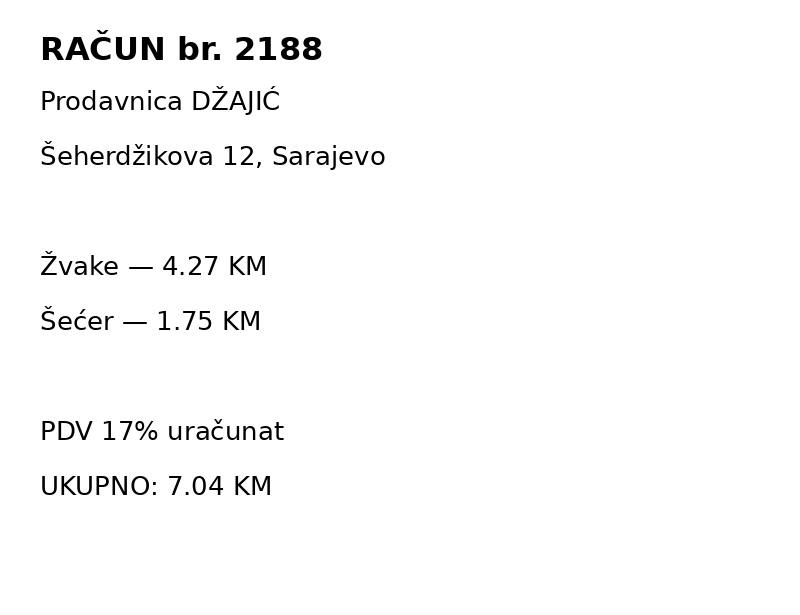 RAČUN br. 2188
Prodavnica DŽAJIĆ
Šeherdžikova 12, Sarajevo
Žvake — 4.27 KM
Šećer — 1.75 KM
PDV 17% uračunat
UKUPNO: 7.04 KM